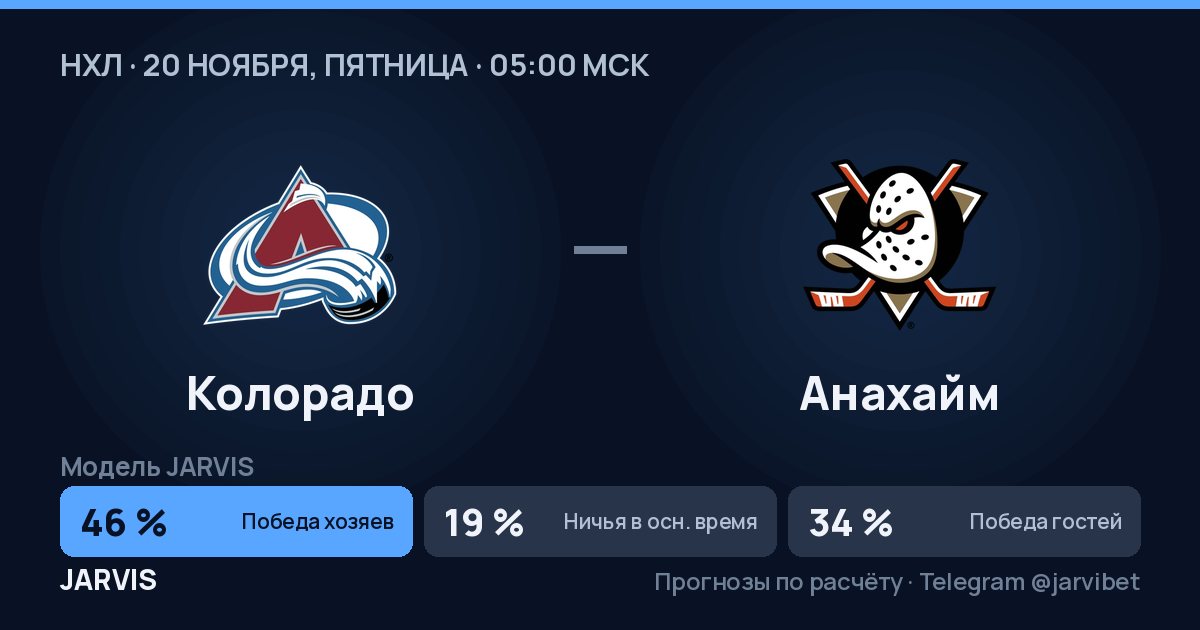 НХЛ · 20 НОЯБРЯ, ПЯТНИЦА · 05:00 МСК
Колорадо
Анахайм
Модель JARVIS
46 % Победа хозяев
19 % Ничья в осн. время
34 % Победа гостей
JARVIS
Прогнозы по расчёту · Telegram @jarvibet